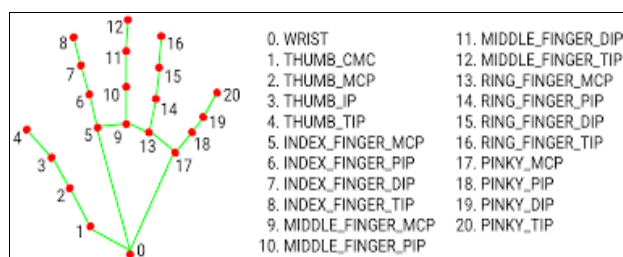 12
8
16
11
7
15
20
10
6
14
19
4
5
9
13
18
3
17
2
1
0
0. WRIST
1. THUMB_CMC
2. THUMB_MCP
3. THUMB_IP
4. THUMB_TIP
5. INDEX_FINGER_MCP
6. INDEX_FINGER_PIP
7. INDEX_FINGER_DIP
8. INDEX_FINGER_TIP
9. MIDDLE_FINGER_MCP
10. MIDDLE_FINGER_PIP
11. MIDDLE_FINGER_DIP
12. MIDDLE_FINGER_TIP
13. RING_FINGER_MCP
14. RING_FINGER_PIP
15. RING_FINGER_DIP
16. RING_FINGER_TIP
17. PINKY_MCP
18. PINKY_PIP
19. PINKY_DIP
20. PINKY_TIP